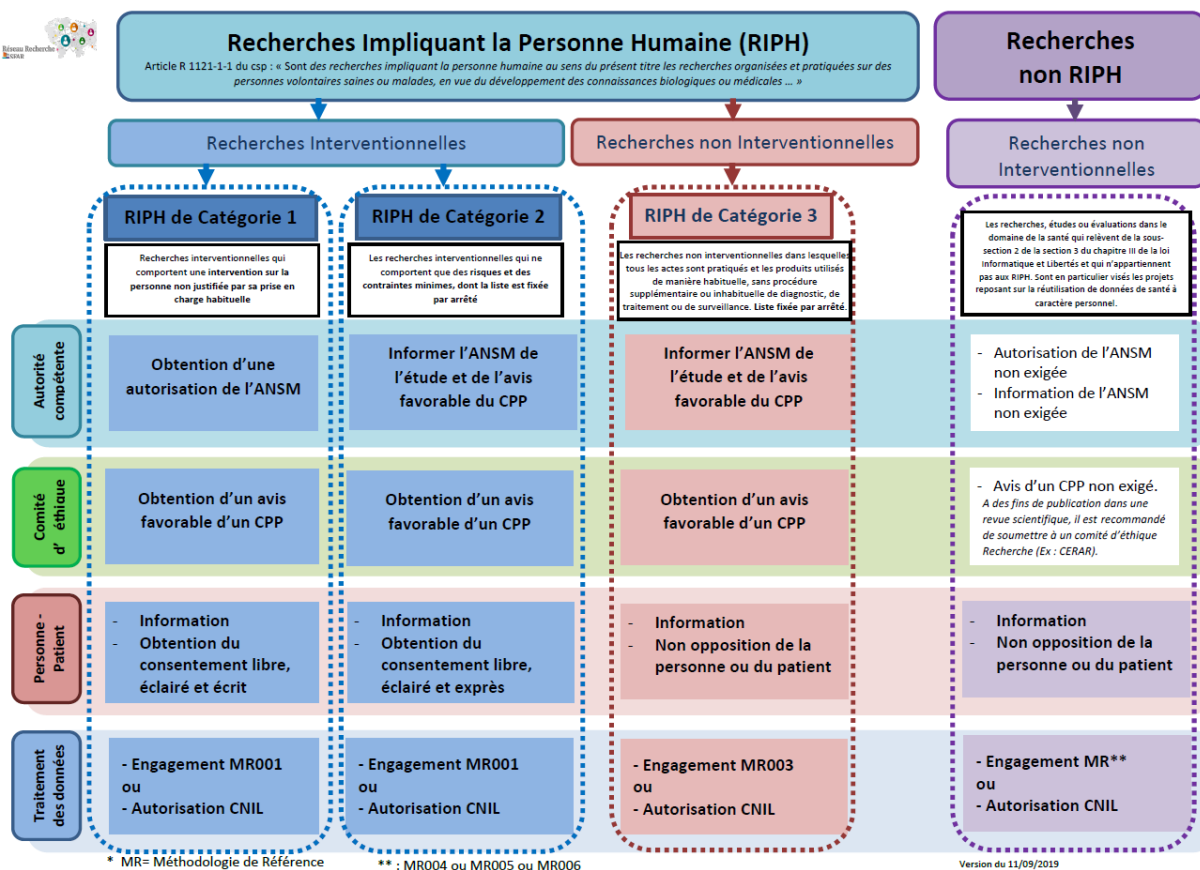 Réseau Recherche
SFAR
Recherches Impliquant la Personne Humaine (RIPH)
Article R 1121-1-1 du csp : « Sont des recherches impliquant la personne humaine au sens du présent titre les recherches organisées et pratiquées sur des
personnes volontaires saines ou malades, en vue du développement des connaissances biologiques ou médicales ... »
Recherches
non RIPH
Recherches Interventionnelles
Recherches non Interventionnelles
Recherches non
Interventionnelles
RIPH de Catégorie 1
Recherches interventionnelles qui
comportent une intervention sur la
personne non justifiée par sa prise en
charge habituelle
RIPH de Catégorie 2
Les recherches interventionnelles qui ne
comportent que des risques et des
contraintes minimes, dont la liste est fixée
par arrêté
RIPH de Catégorie 3
Les recherches non interventionnelles dans lesquelles
tous les actes sont pratiqués et les produits utilisés
de manière habituelle, sans procédure
supplémentaire ou inhabituelle de diagnostic, de
traitement ou de surveillance. Liste fixée par arrêté.
Les recherches, études ou évaluations dans le
domaine de la santé qui relèvent de la sous-
section 2 de la section 3 du chapitre III de la loi
Informatique et Libertés et qui n'appartiennent
pas aux RIPH. Sont en particulier visés les projets
reposant sur la réutilisation de données de santé à
caractère personnel.
Autorité
compétente
Obtention d'une
autorisation de l'ANSM
Informer l'ANSM de
l'étude et de l'avis
favorable du CPP
Informer l'ANSM de
l'étude et de l'avis
favorable du CPP
- Autorisation de l'ANSM
non exigée
- Information de l'ANSM
non exigée
Comité
d' éthique
Obtention d'un avis
favorable d'un CPP
Obtention d'un avis
favorable d'un CPP
Obtention d'un avis
favorable d'un CPP
- Avis d'un CPP non exigé.
A des fins de publication dans une
revue scientifique, il est recommandé
de soumettre à un comité d'éthique
Recherche (Ex : CERAR).
Personne -
Patient
- Information
- Obtention du
consentement libre,
éclairé et écrit
- Information
- Obtention du
consentement libre,
éclairé et exprès
- Information
- Non opposition de la
personne ou du patient
- Information
- Non opposition de la
personne ou du patient
Traitement
des données
- Engagement MR001
ou
- Autorisation CNIL
- Engagement MR001
ou
- Autorisation CNIL
- Engagement MR003
ou
- Autorisation CNIL
- Engagement MR**
ou
- Autorisation CNIL
* MR= Méthodologie de Référence
** : MR004 ou MR005 ou MR006
Version du 11/09/2019